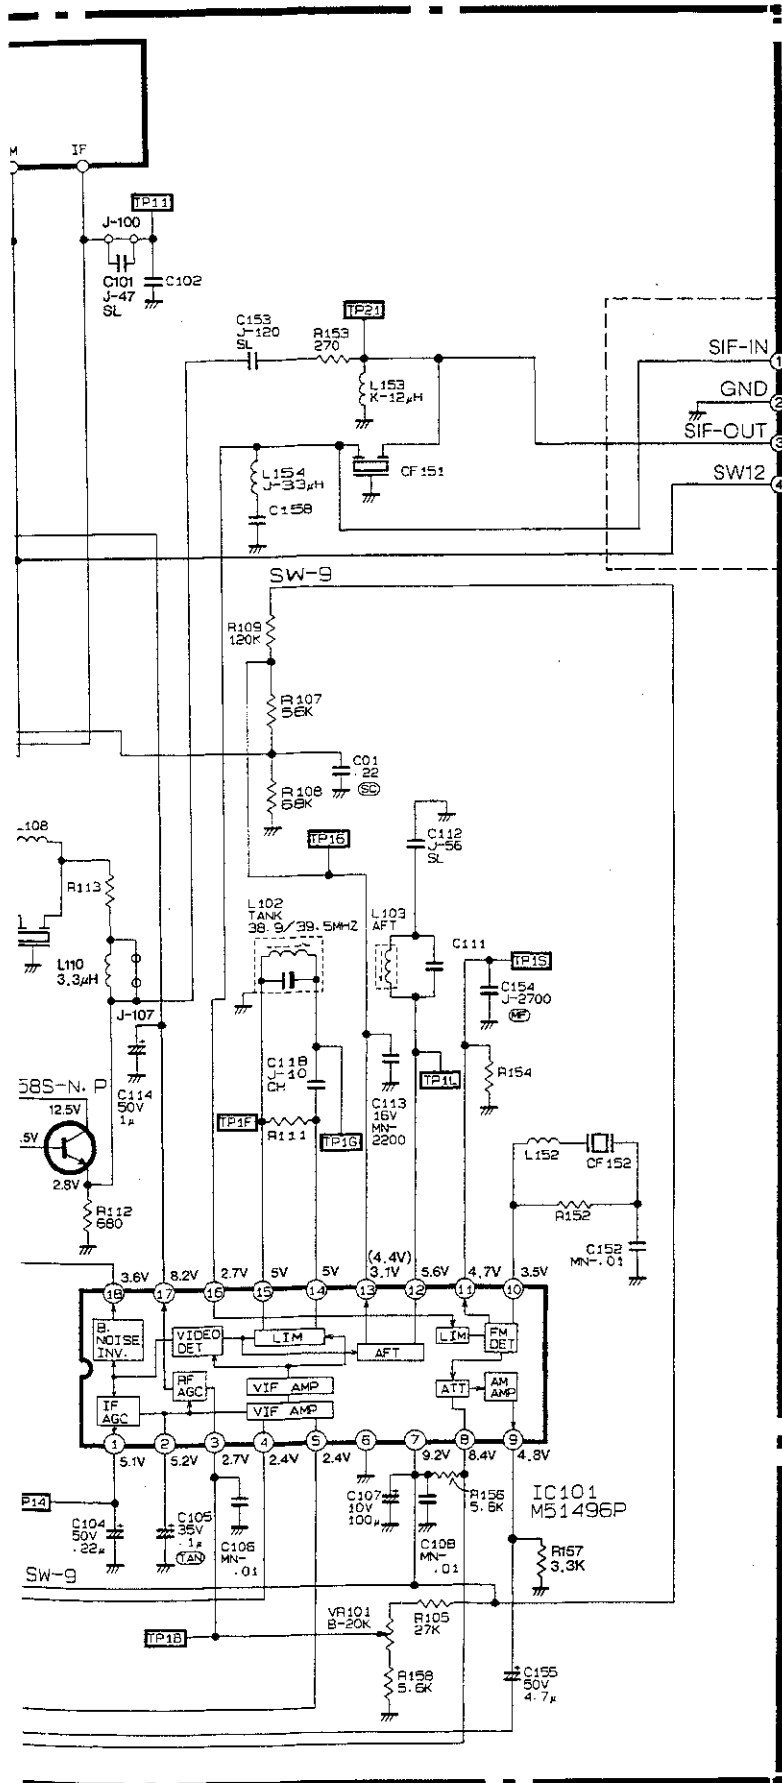 M
IF
TP11
J-100
C101
J-47
SL
C102
TP21
C153
J-120
SL
R153
270
L153
K-12μH
SIF-IN
1
GND
2
SIF-OUT
3
SW12
4
L154
J-33μH
CF151
C158
SW-9
R109
120K
R107
56K
C01
.22
SC
R108
68K
TP16
L108
C112
J-56
SL
R113
L102
TANK
38.9/39.5MHZ
L103
AFT
C111
TP1S
L110
3.3μH
C154
J-2700
MF
J-107
C118
J-10
CH
C113
16V
MN-
2200
TP1L
R154
58S-N.P
C114
50V
1μ
12.5V
.5V
2.8V
TP1F
R111
TP1G
L152
CF152
R112
680
R152
C152
MN-.01
3.6V
8.2V
2.7V
5V
5V
(4.4V)
3.1V
5.6V
4.7V
3.5V
18
17
16
15
14
13
12
11
10
B.
NOISE
INV.
VIDEO
DET
LIM
AFT
LIM
FM
DET
RF
AGC
VIF AMP
ATT
AM
AMP
IF
AGC
VIF AMP
1
2
3
4
5
6
7
8
9
5.1V
5.2V
2.7V
2.4V
2.4V
9.2V
8.4V
4.8V
IC101
M51496P
P14
C104
50V
.22μ
C105
35V
.1μ
TAN
C106
MN-
.01
C107
10V
100μ
C108
MN-
.01
R156
5.6K
R157
3.3K
SW-9
TP18
VR101
B-20K
R105
27K
R158
5.6K
C155
50V
4.7μ